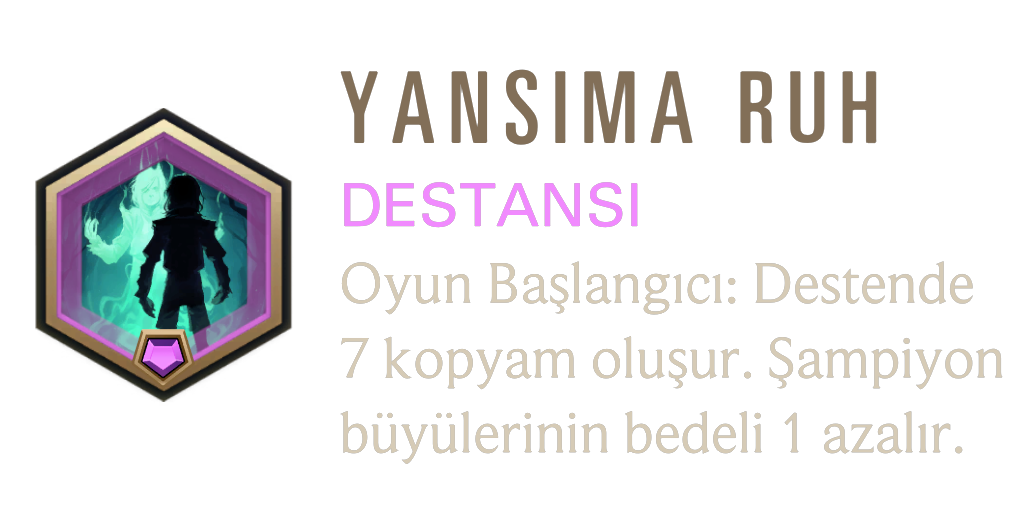 YANSIMA RUH
DESTANSI
Oyun Başlangıcı: Destende
7 kopyam oluşur. Şampiyon
büyülerinin bedeli 1 azalır.